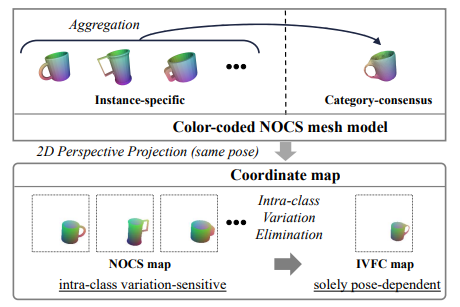 Aggregation
Instance-specific
Category-consensus
Color-coded NOCS mesh model
2D Perspective Projection (same pose)
Coordinate map
Intra-class
Variation
Elimination
NOCS map
IVFC map
intra-class variation-sensitive
solely pose-dependent